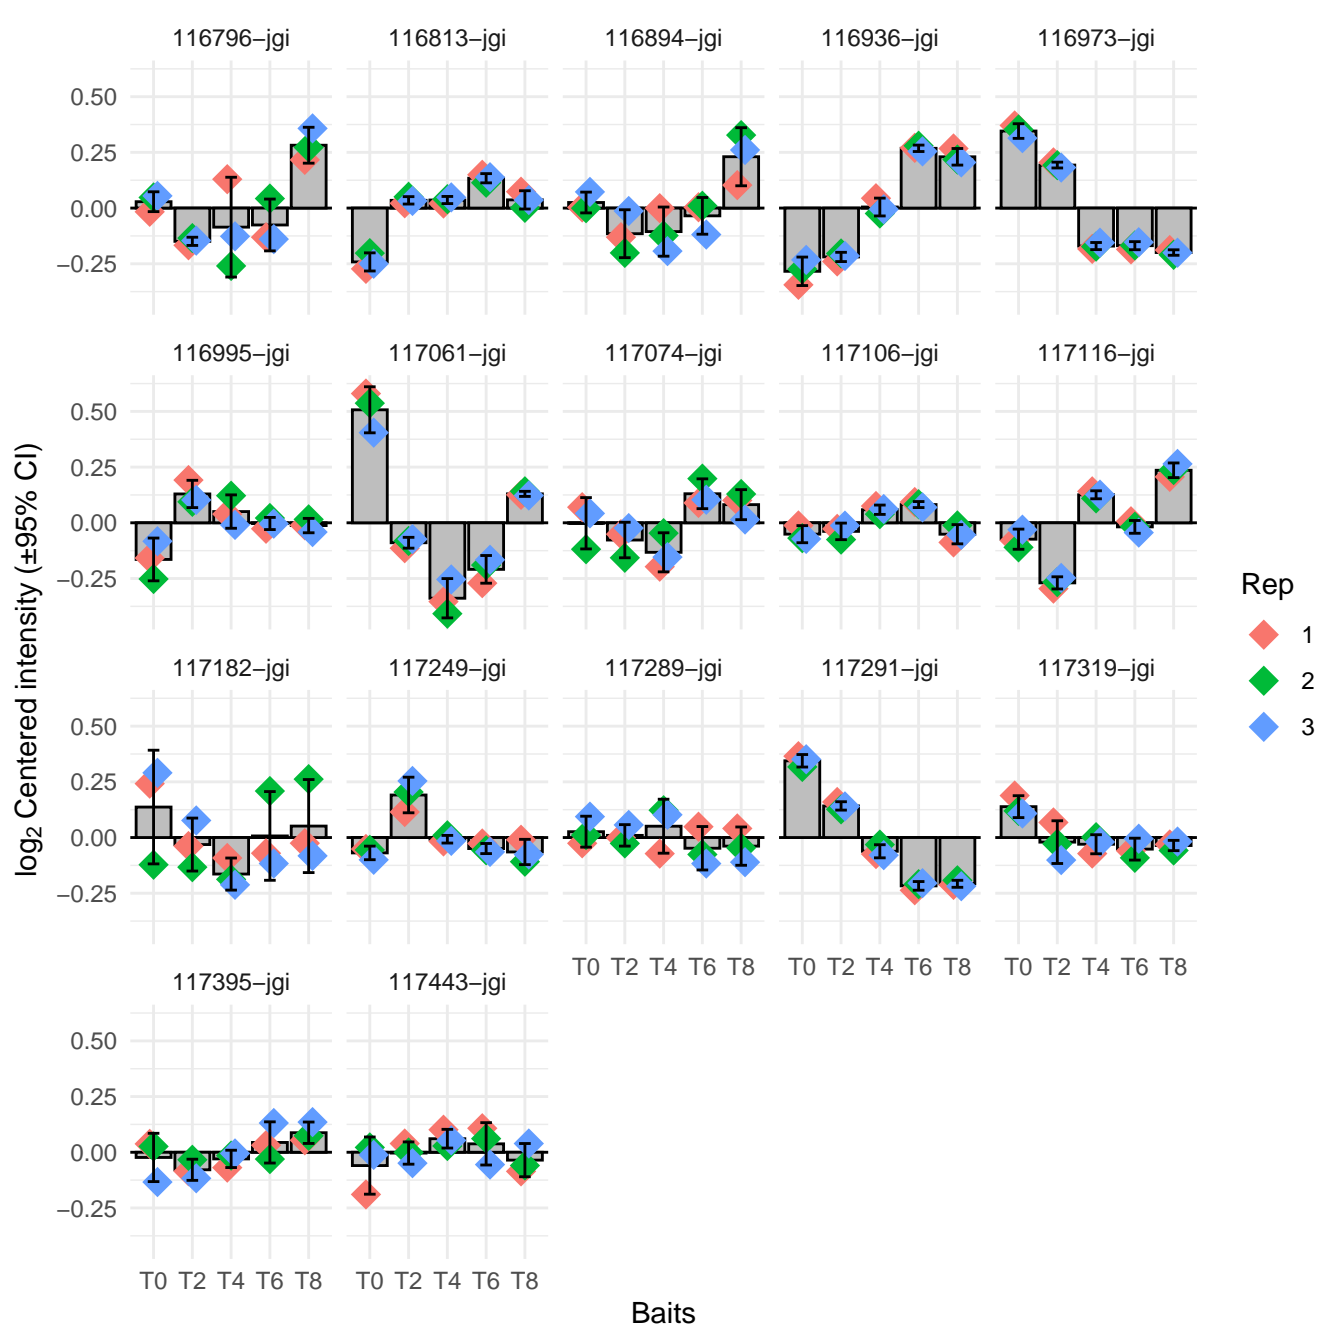 116796−jgi 116813−jgi 116894−jgi 116936−jgi 116973−jgi
0.50
0.25
0.00
−0.25
116995−jgi 117061−jgi 117074−jgi 117106−jgi 117116−jgi
0.50
0.25
0.00
−0.25
117182−jgi 117249−jgi 117289−jgi 117291−jgi 117319−jgi
0.50
0.25
0.00
−0.25
T0 T2 T4 T6 T8 T0 T2 T4 T6 T8 T0 T2 T4 T6 T8
117395−jgi 117443−jgi
0.50
0.25
0.00
−0.25
T0 T2 T4 T6 T8 T0 T2 T4 T6 T8
Baits
log2 Centered intensity (±95% CI)
Rep
1
2
3